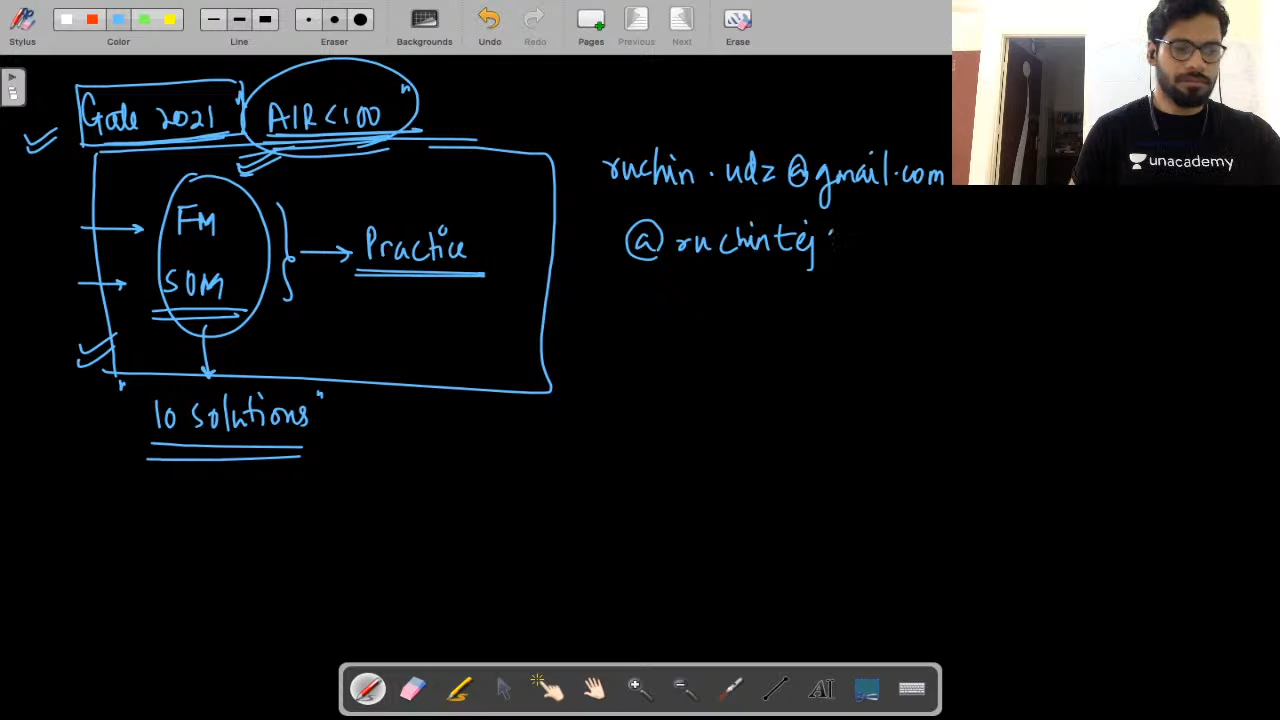 Stylus
Color
Line
Eraser
Backgrounds
Undo
Redo
Pages
Previous
Next
Erase
Gate 2021
AIR<100
FM
SOM
Practice
10 solutions
ruchin.udz@gmail.com
@ruchintej
unacademy
AI